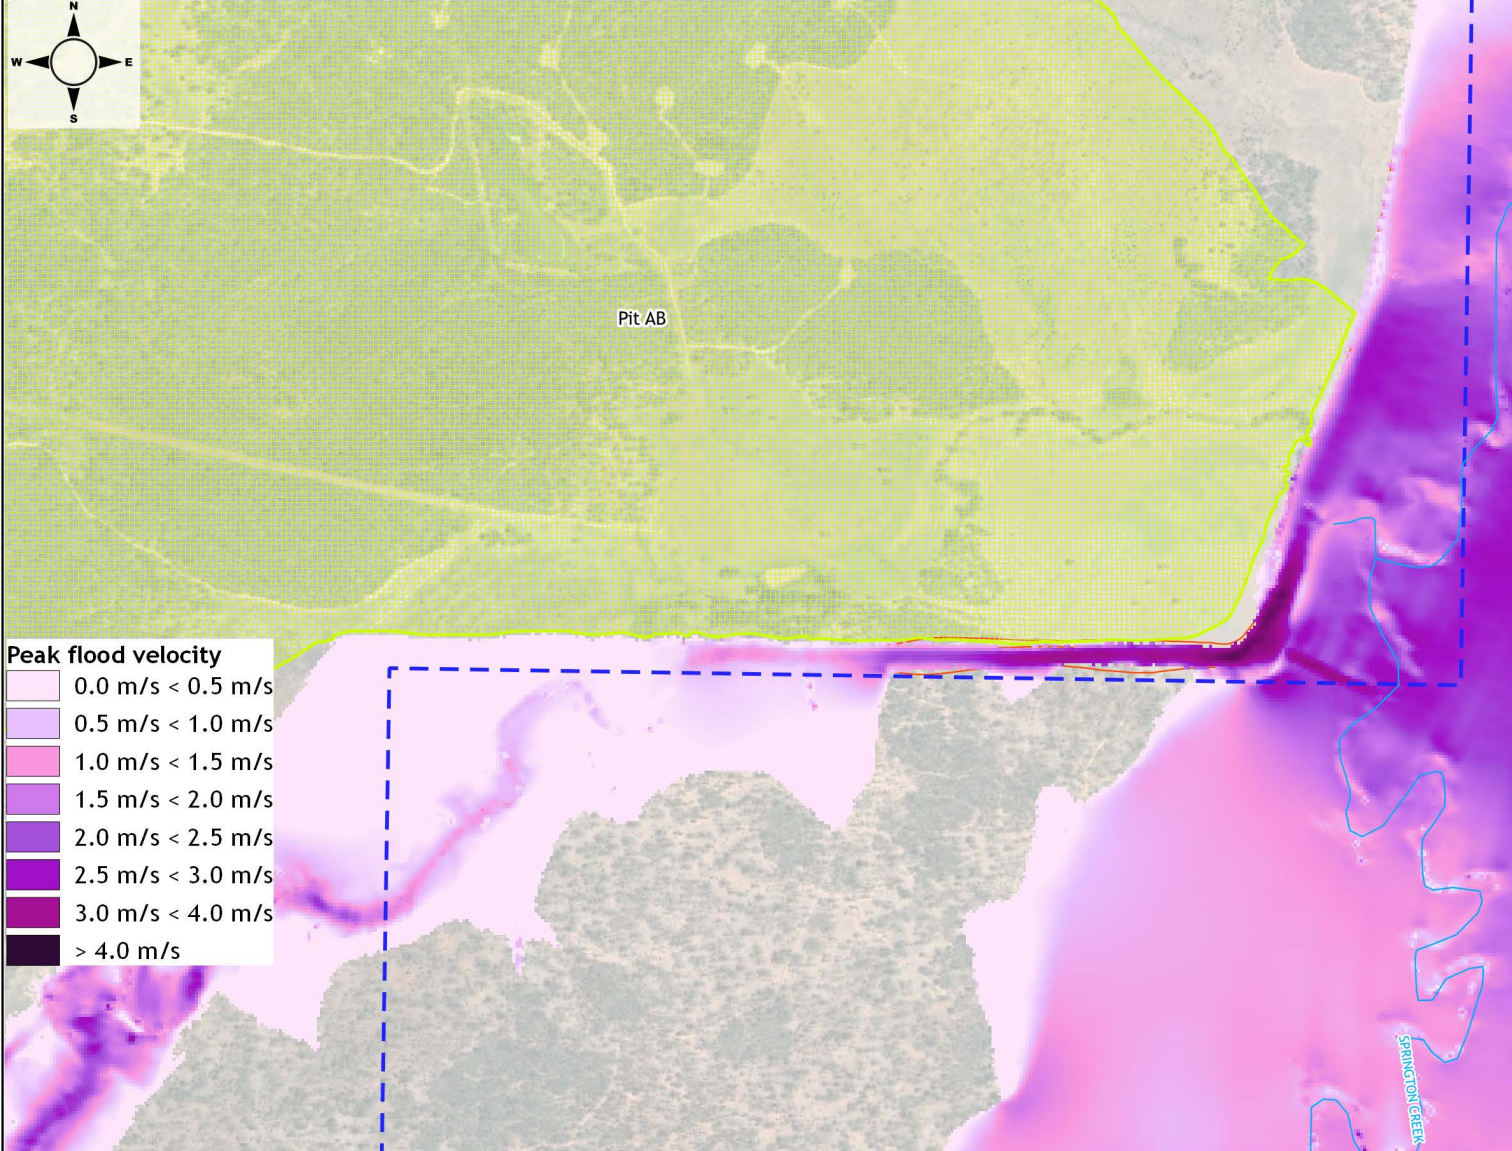 N
W
E
S
Pit AB
Peak flood velocity
0.0 m/s < 0.5 m/s
0.5 m/s < 1.0 m/s
1.0 m/s < 1.5 m/s
1.5 m/s < 2.0 m/s
2.0 m/s < 2.5 m/s
2.5 m/s < 3.0 m/s
3.0 m/s < 4.0 m/s
> 4.0 m/s
SPRINGTON CREEK